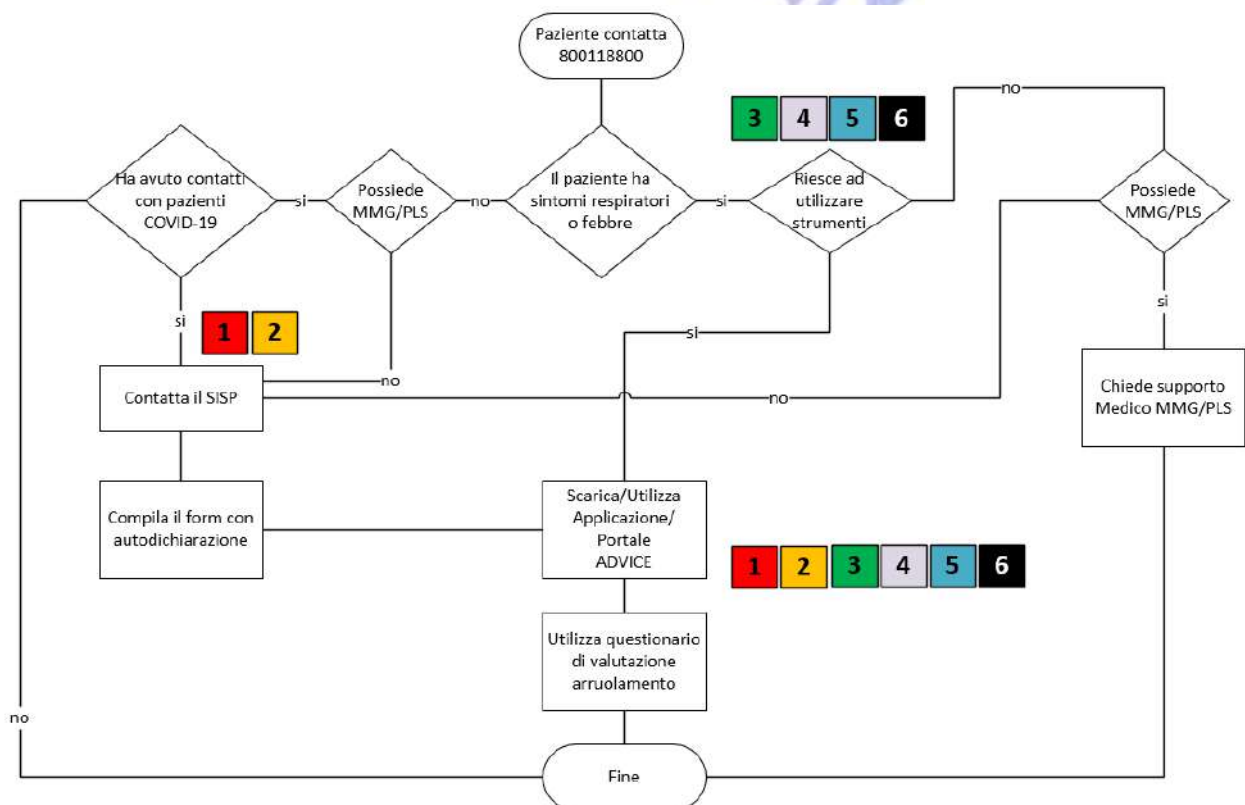 Paziente contatta
800118800
no
3 4 5 6
Ha avuto contatti
con pazienti
COVID-19
si
Possiede
MMG/PLS
no
Il paziente ha
sintomi respiratori
o febbre
si
Riesce ad
utilizzare
strumenti
Possiede
MMG/PLS
si
1 2
si
si
no
Contatta il SISP
no
Chiede supporto
Medico MMG/PLS
Compila il form con
autodichiarazione
Scarica/Utilizza
Applicazione/
Portale
ADVICE
1 2 3 4 5 6
Utilizza questionario
di valutazione
arruolamento
no
Fine